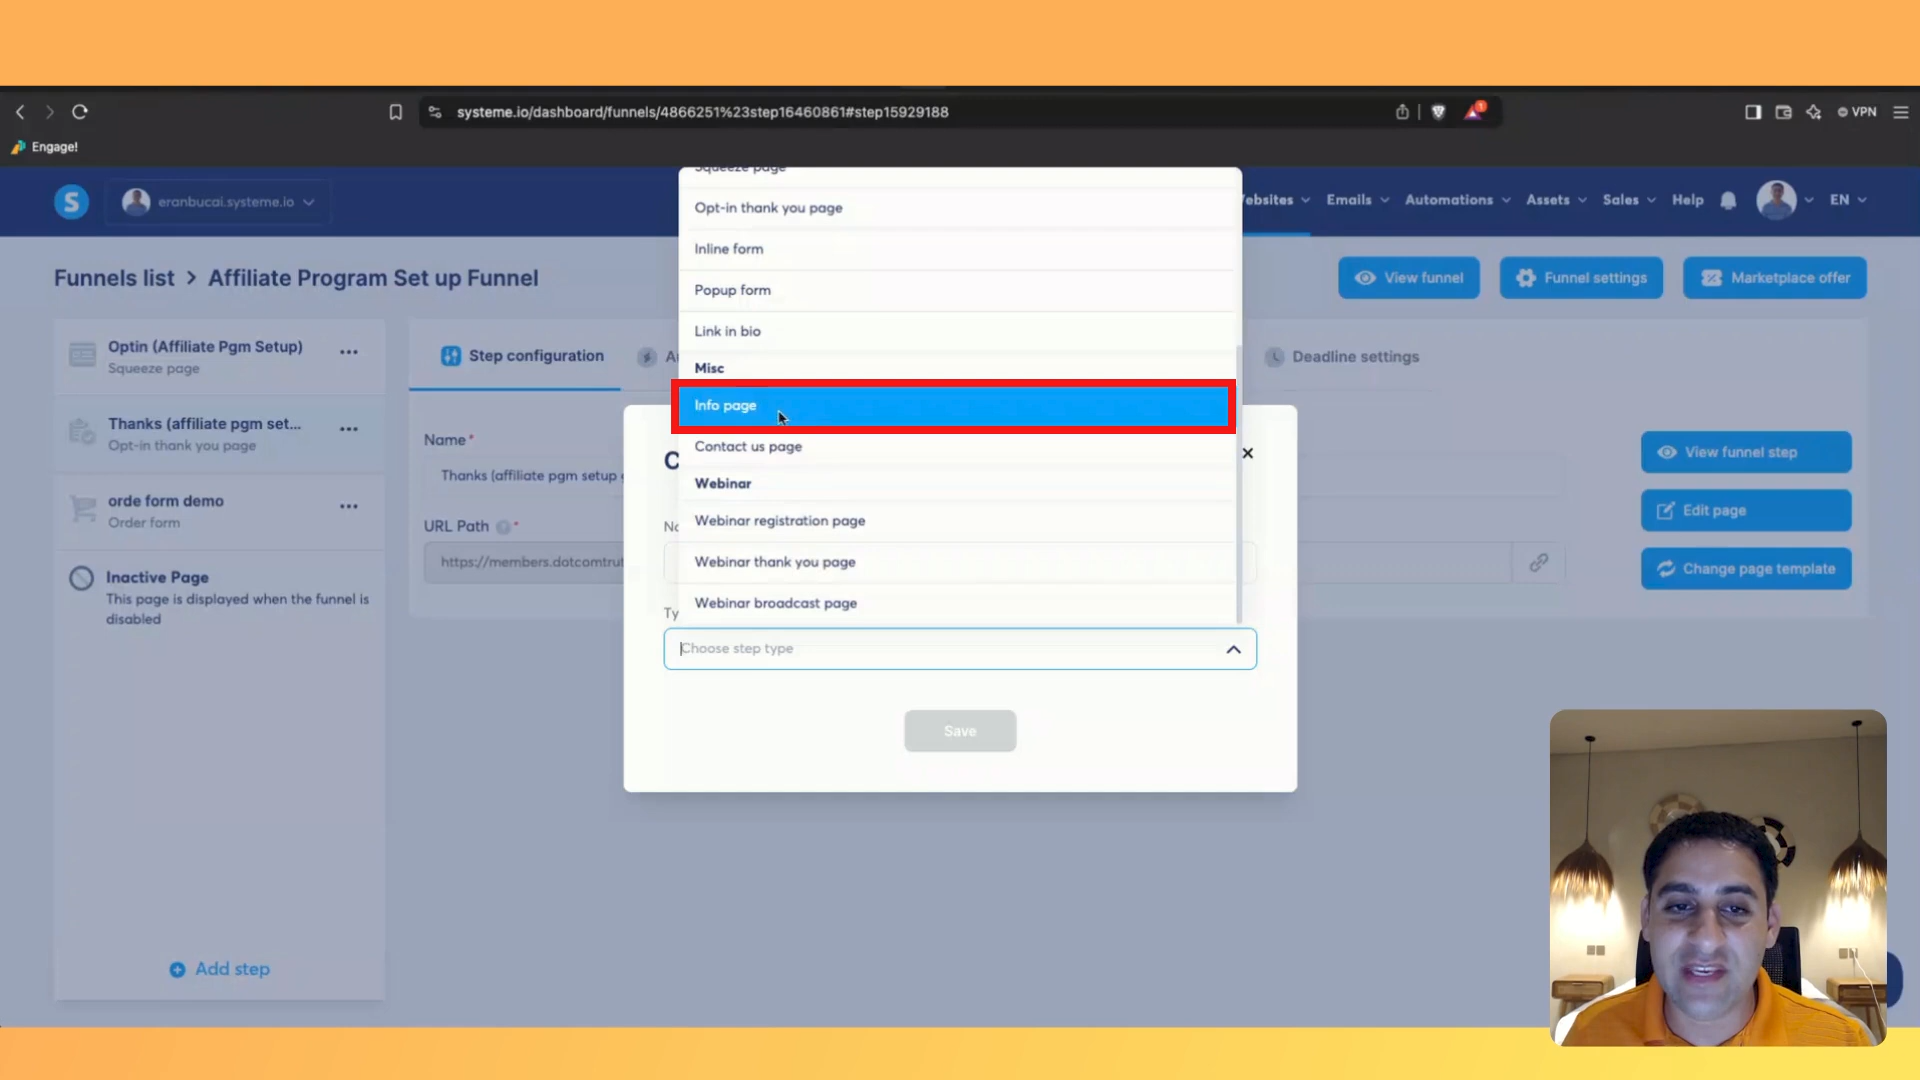 systeme.io/dashboard/funnels/4866251%23step16460861#step15929188
VPN
Engage!
S
eranbucai.systeme.io
ebsites
Emails
Automations
Assets
Sales
Help
EN
Funnels list > Affiliate Program Set up Funnel
View funnel
Funnel settings
Marketplace offer
Optin (Affiliate Pgm Setup)
Squeeze page
Thanks (affiliate pgm set...
Opt-in thank you page
orde form demo
Order form
Inactive Page
This page is displayed when the funnel is
disabled
Add step
Step configuration
A
Deadline settings
Name*
Thanks (affiliate pgm setup
URL Path *
https://members.dotcomtrut
View funnel step
Edit page
Change page template
Squeeze page
Opt-in thank you page
Inline form
Popup form
Link in bio
Misc
Info page
Contact us page
Webinar
Webinar registration page
Webinar thank you page
Webinar broadcast page
C
Ty
Choose step type
Save